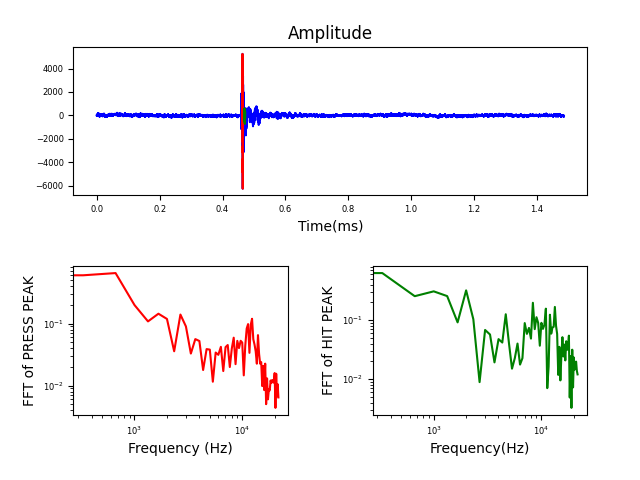 Amplitude
4000
2000
0
−2000
−4000
−6000
0.0 0.2 0.4 0.6 0.8 1.0 1.2 1.4
Time(ms)
FFT of PRESS PEAK
10⁻¹
10⁻²
10³ 10⁴
Frequency (Hz)
FFT of HIT PEAK
10⁻¹
10⁻²
10³ 10⁴
Frequency(Hz)